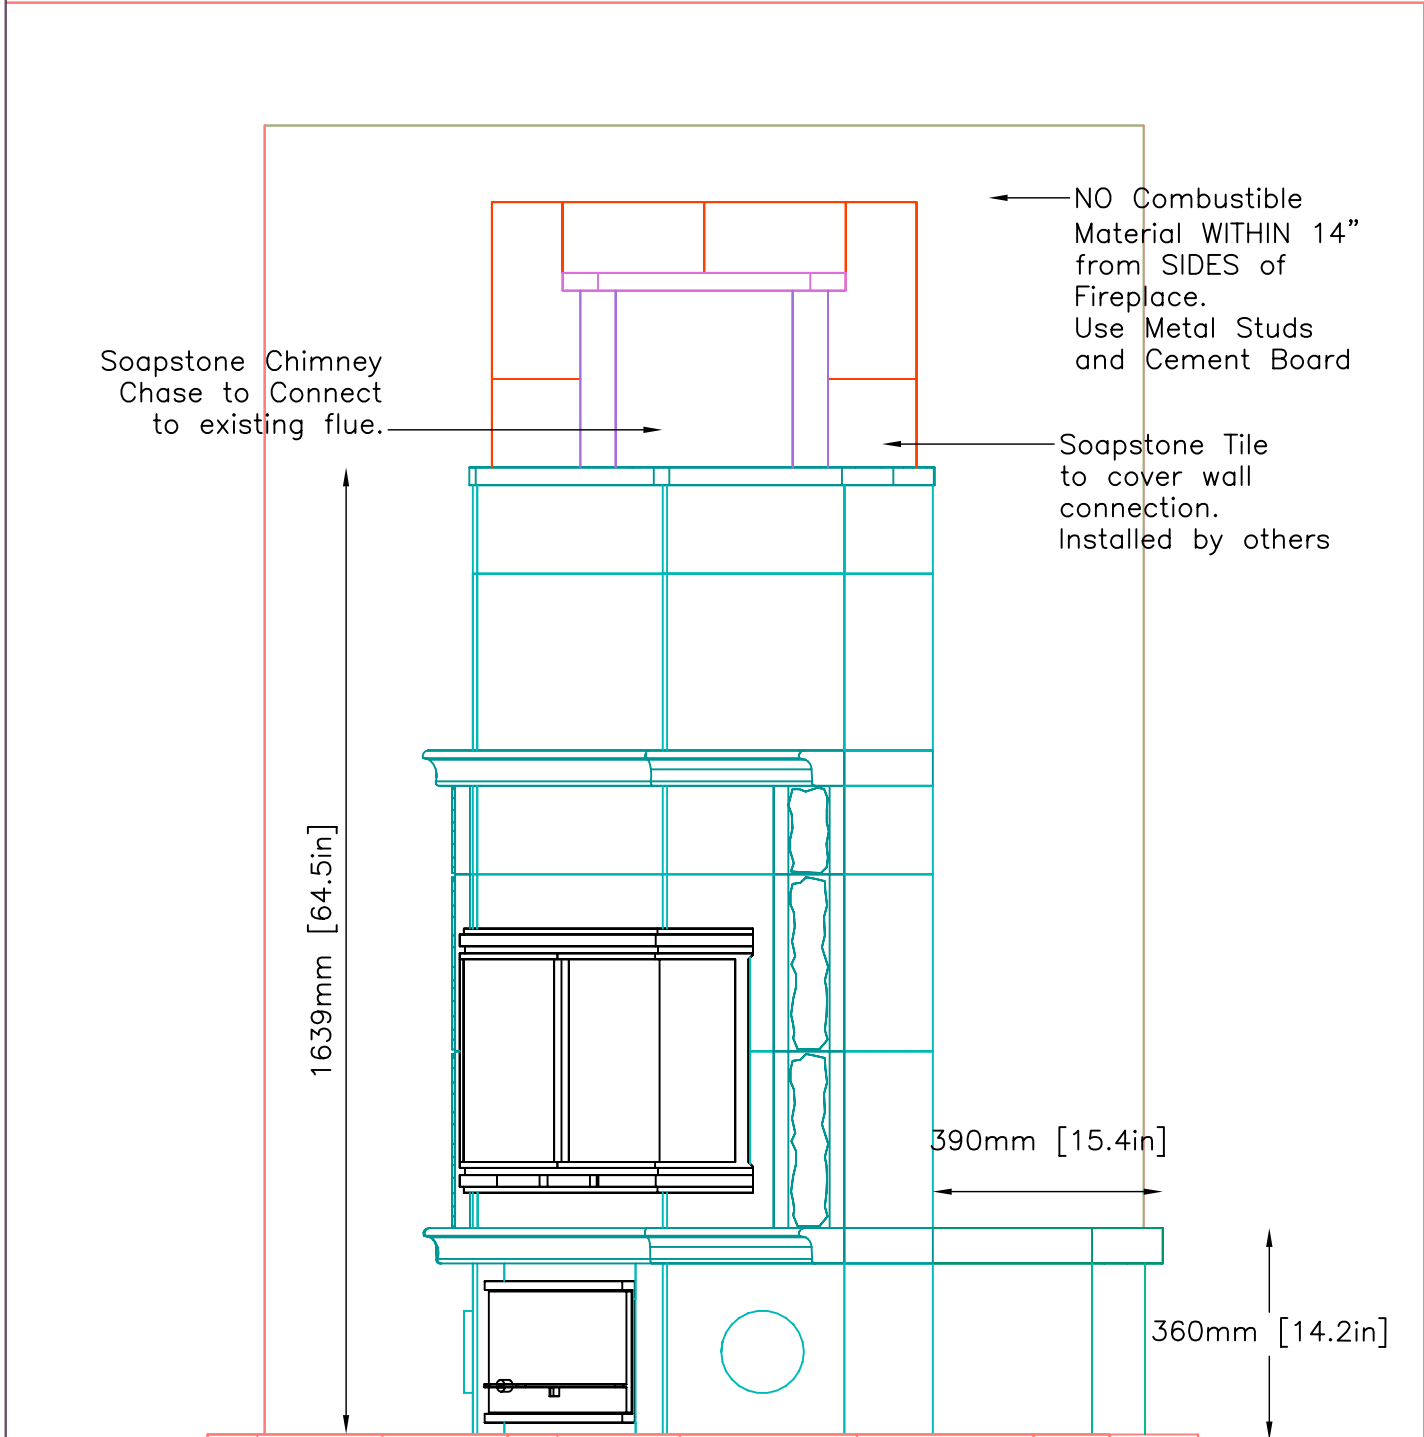 NO Combustible
Material WITHIN 14"
from SIDES of
Fireplace.
Use Metal Studs
and Cement Board
Soapstone Chimney
Chase to Connect
to existing flue.
Soapstone Tile
to cover wall
connection.
Installed by others
1639mm [64.5in]
390mm [15.4in]
360mm [14.2in]